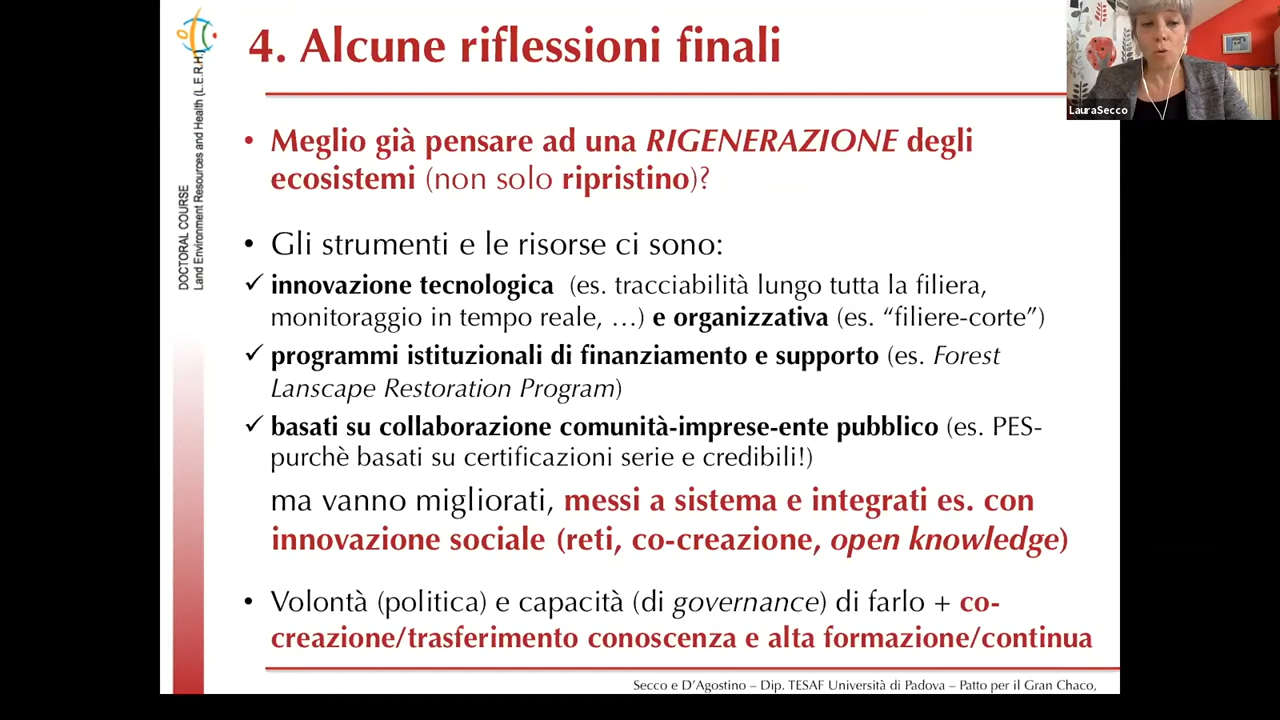 4. Alcune riflessioni finali
LauraSecco
DOCTORAL COURSE
Land Environment Resources and Health (L.E.R.H.)
• Meglio già pensare ad una RIGENERAZIONE degli
ecosistemi (non solo ripristino)?
• Gli strumenti e le risorse ci sono:
✓ innovazione tecnologica (es. tracciabilità lungo tutta la filiera,
monitoraggio in tempo reale, …) e organizzativa (es. “filiere-corte”)
✓ programmi istituzionali di finanziamento e supporto (es. Forest
Lanscape Restoration Program)
✓ basati su collaborazione comunità-imprese-ente pubblico (es. PES-
purchè basati su certificazioni serie e credibili!)
ma vanno migliorati, messi a sistema e integrati es. con
innovazione sociale (reti, co-creazione, open knowledge)
• Volontà (politica) e capacità (di governance) di farlo + co-
creazione/trasferimento conoscenza e alta formazione/continua
Secco e D’Agostino – Dip. TESAF Università di Padova – Patto per il Gran Chaco,